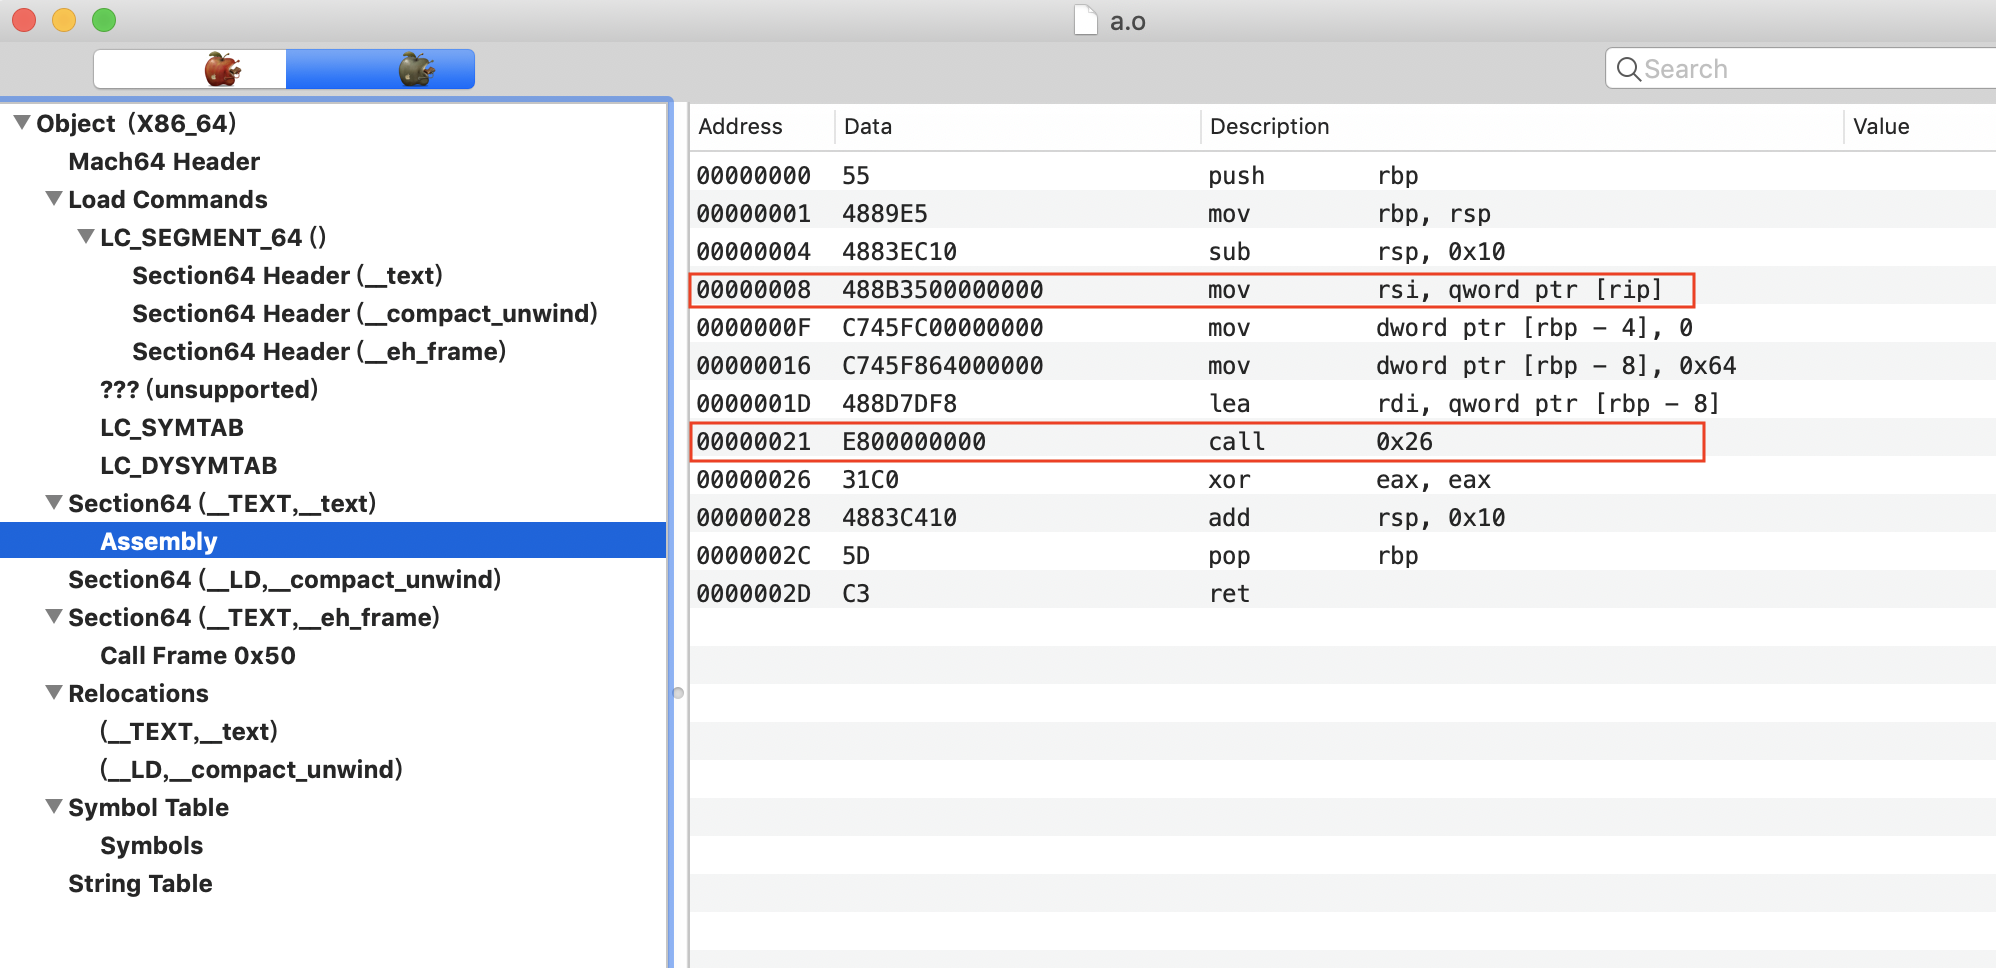 a.o
Search
Object (X86_64)
Mach64 Header
Load Commands
LC_SEGMENT_64 ()
Section64 Header (__text)
Section64 Header (__compact_unwind)
Section64 Header (__eh_frame)
??? (unsupported)
LC_SYMTAB
LC_DYSYMTAB
Section64 (__TEXT,__text)
Assembly
Section64 (__LD,__compact_unwind)
Section64 (__TEXT,__eh_frame)
Call Frame 0x50
Relocations
(__TEXT,__text)
(__LD,__compact_unwind)
Symbol Table
Symbols
String Table
Address Data Description Value
00000000 55 push rbp
00000001 4889E5 mov rbp, rsp
00000004 4883EC10 sub rsp, 0x10
00000008 488B3500000000 mov rsi, qword ptr [rip]
0000000F C745FC00000000 mov dword ptr [rbp - 4], 0
00000016 C745F864000000 mov dword ptr [rbp - 8], 0x64
0000001D 488D7DF8 lea rdi, qword ptr [rbp - 8]
00000021 E800000000 call 0x26
00000026 31C0 xor eax, eax
00000028 4883C410 add rsp, 0x10
0000002C 5D pop rbp
0000002D C3 ret